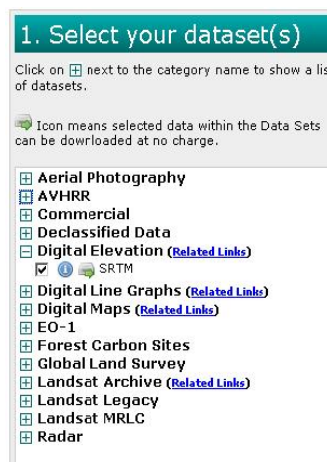 1. Select your dataset(s)
Click on next to the category name to show a lis
of datasets.
Icon means selected data within the Data Sets
can be downloaded at no charge.
Aerial Photography
AVHRR
Commercial
Declassified Data
Digital Elevation (Related Links)
SRTM
Digital Line Graphs (Related Links)
Digital Maps (Related Links)
EO-1
Forest Carbon Sites
Global Land Survey
Landsat Archive (Related Links)
Landsat Legacy
Landsat MRLC
Radar